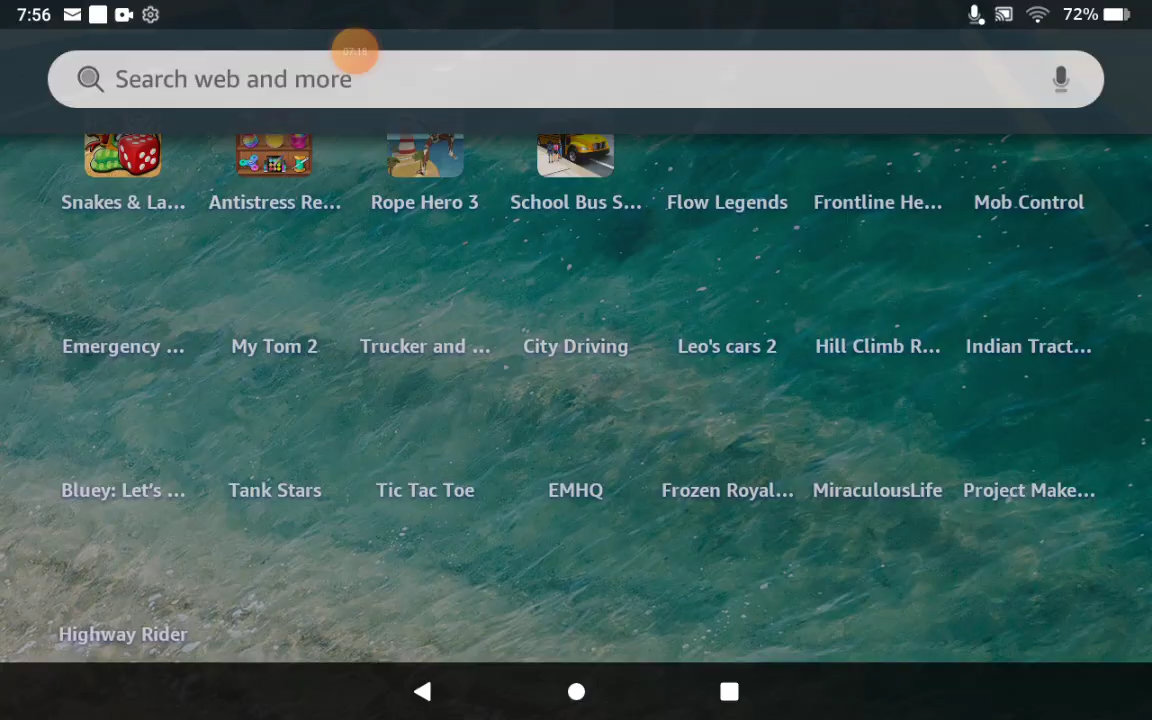 7:56 72%
07:18
Search web and more
Snakes & La... Antistress Re... Rope Hero 3 School Bus S... Flow Legends Frontline He... Mob Control
Emergency ... My Tom 2 Trucker and ... City Driving Leo's cars 2 Hill Climb R... Indian Tract...
Bluey: Let's ... Tank Stars Tic Tac Toe EMHQ Frozen Royal... MiraculousLife Project Make...
Highway Rider